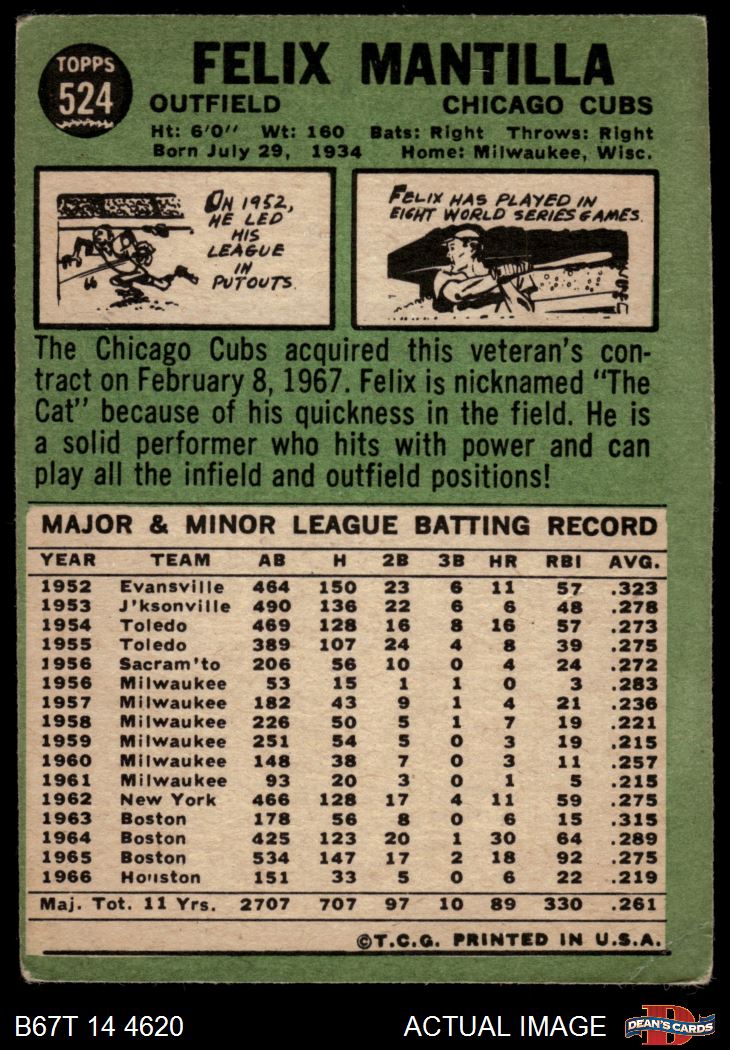 TOPPS
524
FELIX MANTILLA
OUTFIELD CHICAGO CUBS
Ht: 6'0" Wt: 160 Bats: Right Throws: Right
Born July 29, 1934 Home: Milwaukee, Wisc.
IN 1952,
HE LED
HIS
LEAGUE
IN
PUTOUTS.
FELIX HAS PLAYED IN
EIGHT WORLD SERIES GAMES.
The Chicago Cubs acquired this veteran's con-
tract on February 8, 1967. Felix is nicknamed "The
Cat" because of his quickness in the field. He is
a solid performer who hits with power and can
play all the infield and outfield positions!
MAJOR & MINOR LEAGUE BATTING RECORD
YEAR TEAM AB H 2B 3B HR RBI AVG.
1952 Evansville 464 150 23 6 11 57 .323
1953 J'ksonville 490 136 22 6 6 48 .278
1954 Toledo 469 128 16 8 16 57 .273
1955 Toledo 389 107 24 4 8 39 .275
1956 Sacram'to 206 56 10 0 4 24 .272
1956 Milwaukee 53 15 1 1 0 3 .283
1957 Milwaukee 182 43 9 1 4 21 .236
1958 Milwaukee 226 50 5 1 7 19 .221
1959 Milwaukee 251 54 5 0 3 19 .215
1960 Milwaukee 148 38 7 0 3 11 .257
1961 Milwaukee 93 20 3 0 1 5 .215
1962 New York 466 128 17 4 11 59 .275
1963 Boston 178 56 8 0 6 15 .315
1964 Boston 425 123 20 1 30 64 .289
1965 Boston 534 147 17 2 18 92 .275
1966 Houston 151 33 5 0 6 22 .219
Maj. Tot. 11 Yrs. 2707 707 97 10 89 330 .261
©T.C.G. PRINTED IN U.S.A.
B67T 14 4620 ACTUAL IMAGE
DEAN'S CARDS